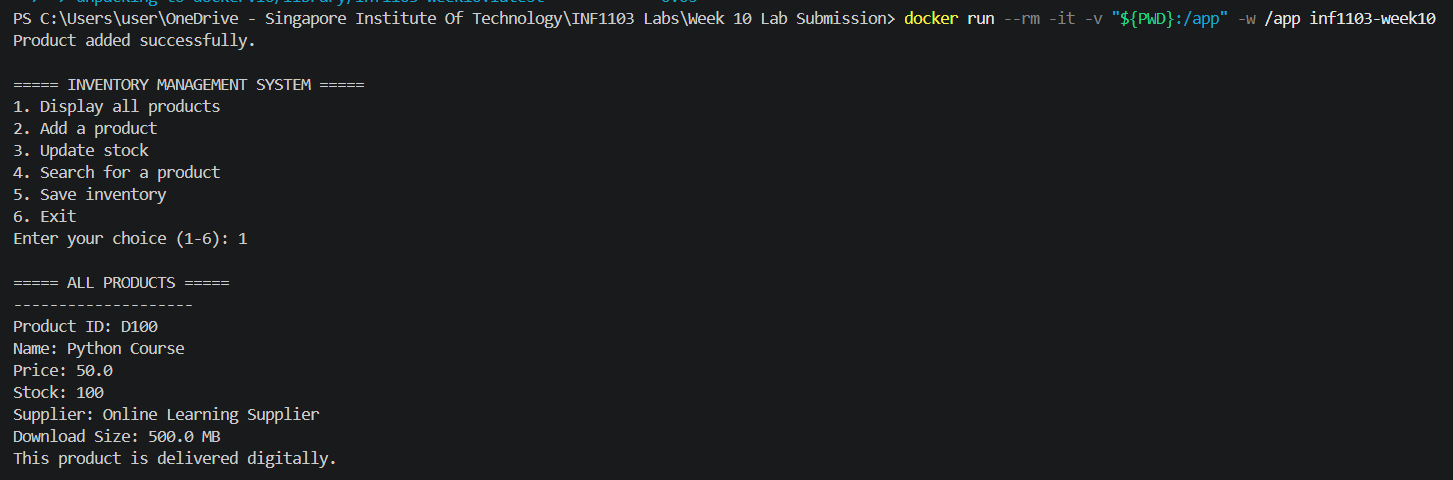 PS C:\Users\user\OneDrive - Singapore Institute Of Technology\INF1103 Labs\Week 10 Lab Submission> docker run --rm -it -v "${PWD}:/app" -w /app inf1103-week10
Product added successfully.
===== INVENTORY MANAGEMENT SYSTEM =====
1. Display all products
2. Add a product
3. Update stock
4. Search for a product
5. Save inventory
6. Exit
Enter your choice (1-6): 1
===== ALL PRODUCTS =====
--------------------
Product ID: D100
Name: Python Course
Price: 50.0
Stock: 100
Supplier: Online Learning Supplier
Download Size: 500.0 MB
This product is delivered digitally.